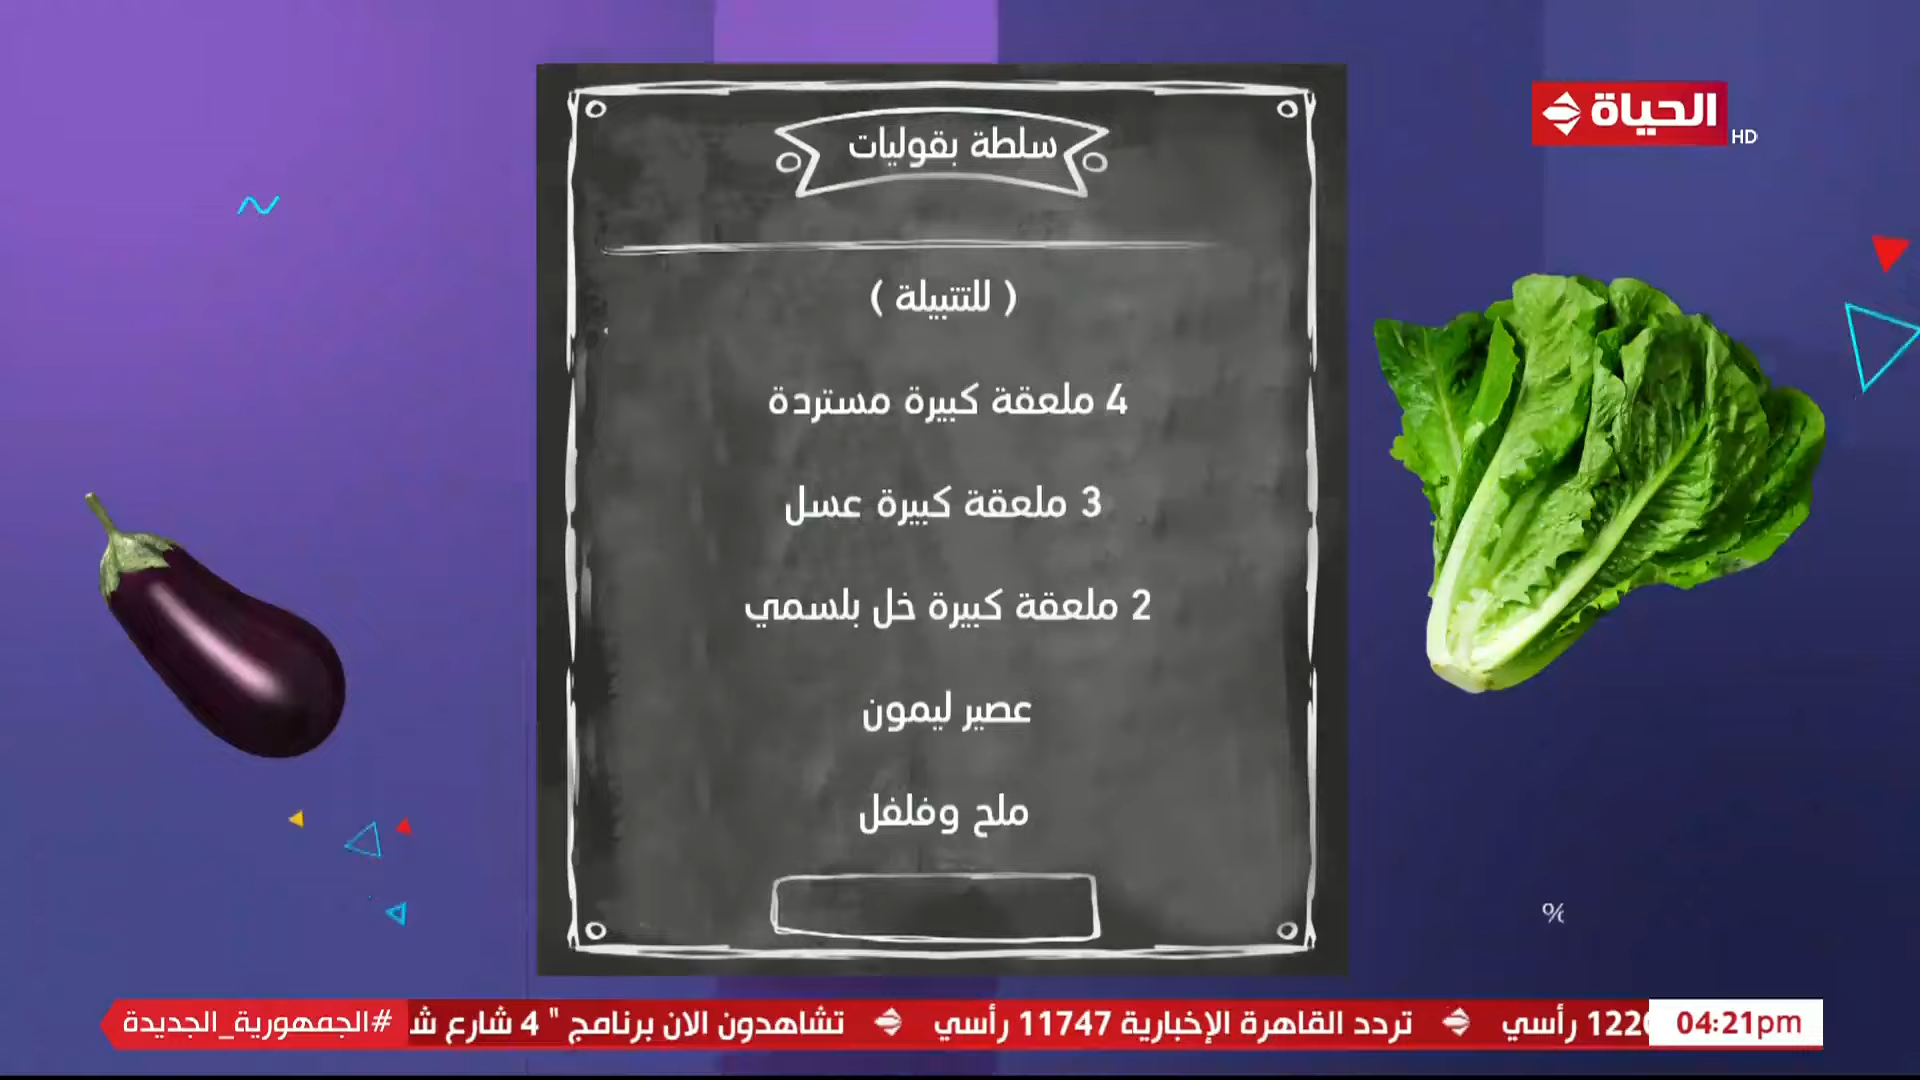 الحياة
HD
سلطة بقوليات
( للتتبيلة )
4 ملعقة كبيرة مستردة
3 ملعقة كبيرة عسل
2 ملعقة كبيرة خل بلسمي
عصير ليمون
ملح وفلفل
%
04:21pm
رأسي
تردد القاهرة الإخبارية 11747 رأسي
تشاهدون الان برنامج " 4 شارع
#الجمهورية_الجديدة